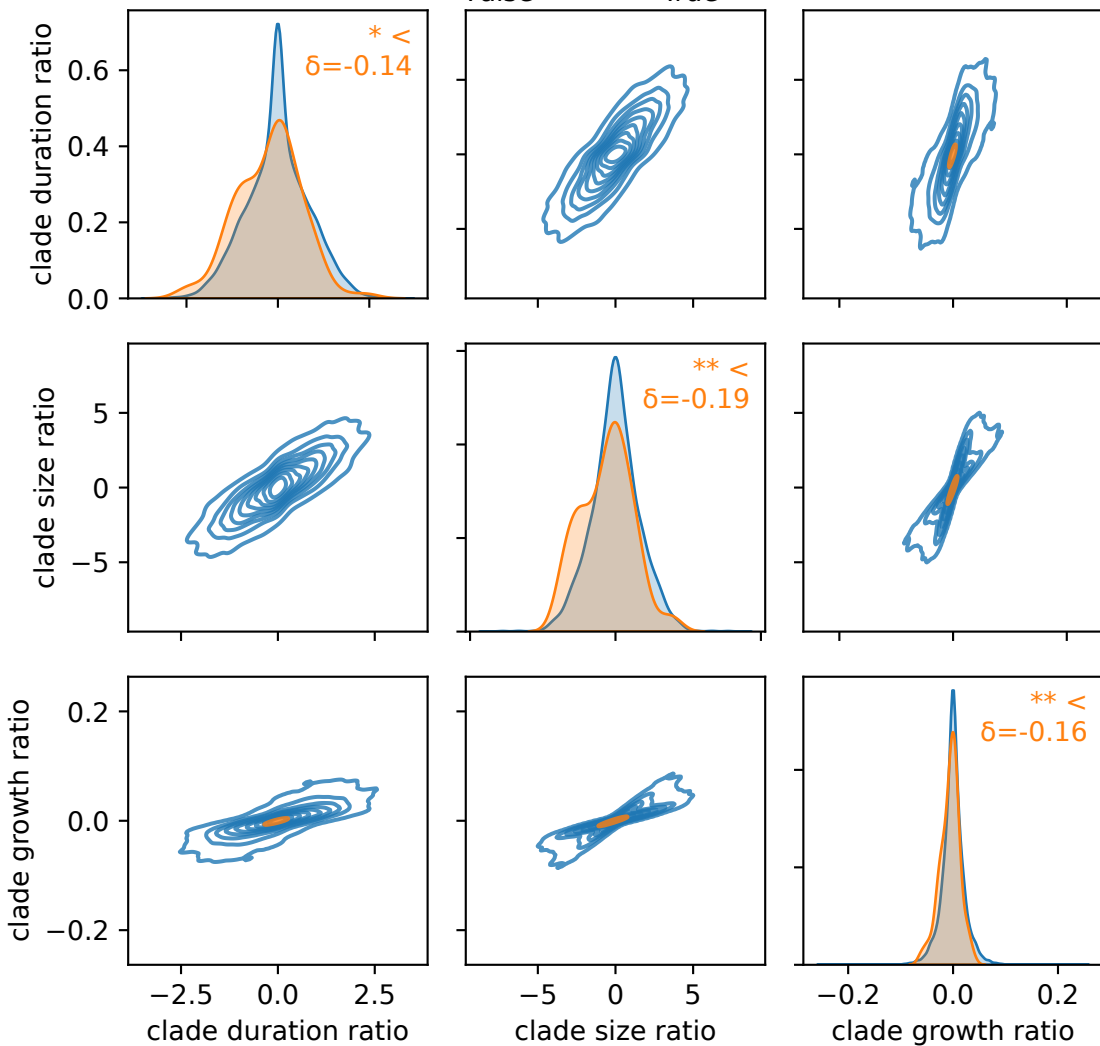 clade duration ratio
0.6
0.4
0.2
0.0
* <
δ=-0.14
clade size ratio
5
0
−5
** <
δ=-0.19
clade growth ratio
0.2
0.0
−0.2
** <
δ=-0.16
−2.5 0.0 2.5
−5 0 5
−0.2 0.0 0.2
clade duration ratio
clade size ratio
clade growth ratio